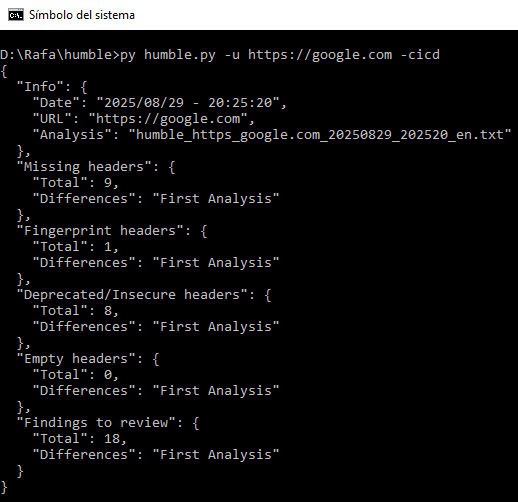 Símbolo del sistema
D:\Rafa\humble>py humble.py -u https://google.com -cicd
{
  "Info": {
    "Date": "2025/08/29 - 20:25:20",
    "URL": "https://google.com",
    "Analysis": "humble_https_google.com_20250829_202520_en.txt"
  },
  "Missing headers": {
    "Total": 9,
    "Differences": "First Analysis"
  },
  "Fingerprint headers": {
    "Total": 1,
    "Differences": "First Analysis"
  },
  "Deprecated/Insecure headers": {
    "Total": 8,
    "Differences": "First Analysis"
  },
  "Empty headers": {
    "Total": 0,
    "Differences": "First Analysis"
  },
  "Findings to review": {
    "Total": 18,
    "Differences": "First Analysis"
  }
}